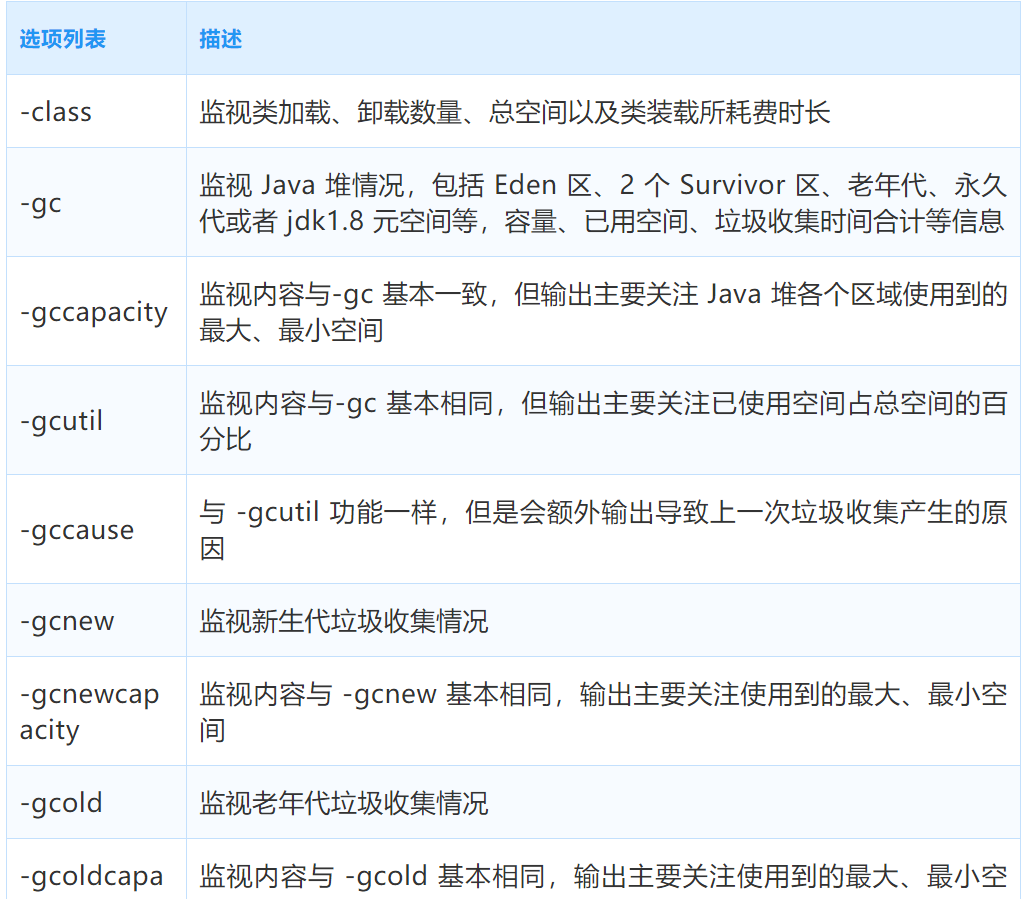 选项列表
描述
-class
监视类加载、卸载数量、总空间以及类装载所耗费时长
-gc
监视 Java 堆情况，包括 Eden 区、2 个 Survivor 区、老年代、永久
代或者 jdk1.8 元空间等，容量、已用空间、垃圾收集时间合计等信息
-gccapacity
监视内容与-gc 基本一致，但输出主要关注 Java 堆各个区域使用到的
最大、最小空间
-gcutil
监视内容与-gc 基本相同，但输出主要关注已使用空间占总空间的百
分比
-gccause
与 -gcutil 功能一样，但是会额外输出导致上一次垃圾收集产生的原
因
-gcnew
监视新生代垃圾收集情况
-gcnewcap
acity
监视内容与 -gcnew 基本相同，输出主要关注使用到的最大、最小空
间
-gcold
监视老年代垃圾收集情况
-gcoldcapa
监视内容与 -gcold 基本相同，输出主要关注使用到的最大、最小空